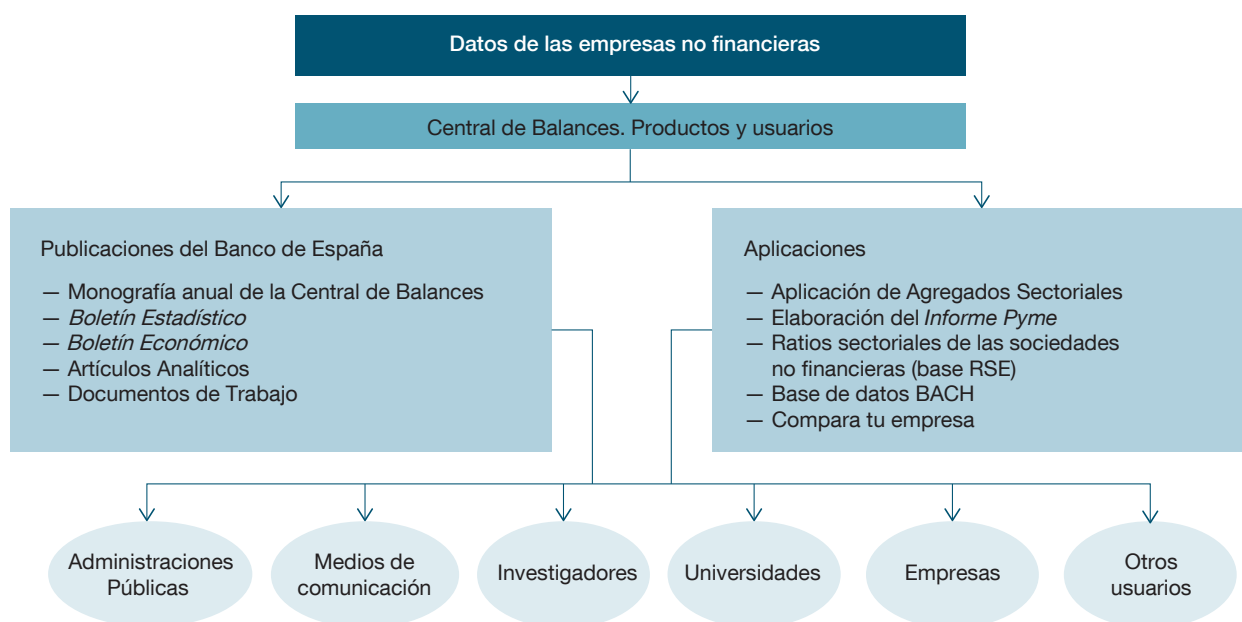 Datos de las empresas no financieras
Central de Balances. Productos y usuarios
Publicaciones del Banco de España
— Monografía anual de la Central de Balances
— Boletín Estadístico
— Boletín Económico
— Artículos Analíticos
— Documentos de Trabajo
Aplicaciones
— Aplicación de Agregados Sectoriales
— Elaboración del Informe Pyme
— Ratios sectoriales de las sociedades
no financieras (base RSE)
— Base de datos BACH
— Compara tu empresa
Administraciones
Públicas
Medios de
comunicación
Investigadores
Universidades
Empresas
Otros
usuarios